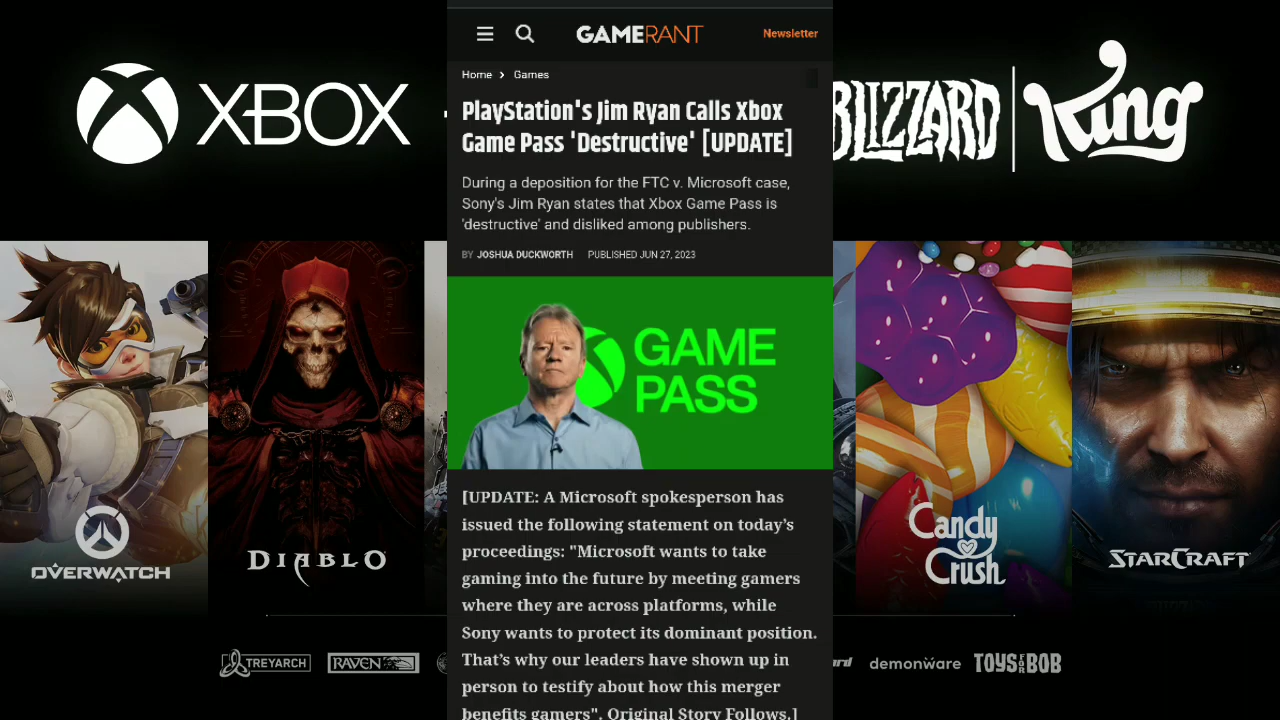 XBOX
GAMERANT
Newsletter
Home > Games
PlayStation's Jim Ryan Calls Xbox
Game Pass 'Destructive' [UPDATE]
During a deposition for the FTC v. Microsoft case,
Sony's Jim Ryan states that Xbox Game Pass is
'destructive' and disliked among publishers.
BY JOSHUA DUCKWORTH PUBLISHED JUN 27, 2023
GAME
PASS
[UPDATE: A Microsoft spokesperson has
issued the following statement on today’s
proceedings: "Microsoft wants to take
gaming into the future by meeting gamers
where they are across platforms, while
Sony wants to protect its dominant position.
That’s why our leaders have shown up in
person to testify about how this merger
benefits gamers". Original Story Follows.]
BLIZZARD
King
OVERWATCH
DIABLO
Candy
Crush
STARCRAFT
TREYARCH
RAVEN
demonware
TOYS FOR BOB